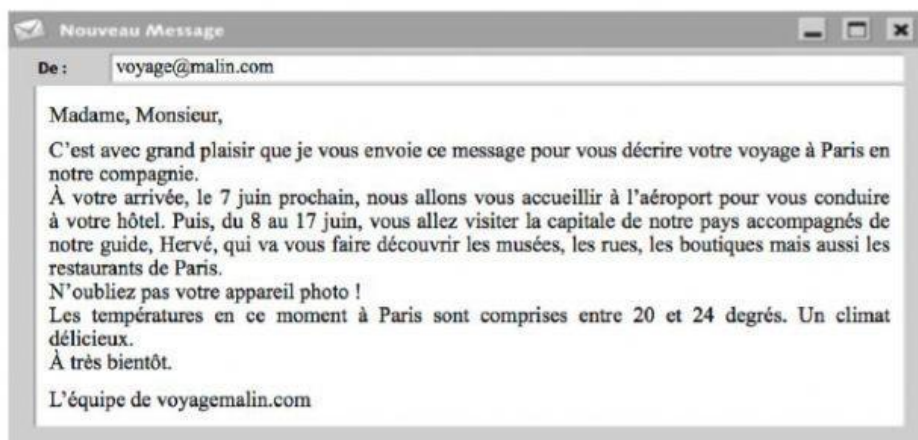 Nouveau Message
De : voyage@malin.com
Madame, Monsieur,
C'est avec grand plaisir que je vous envoie ce message pour vous décrire votre voyage à Paris en
notre compagnie.
À votre arrivée, le 7 juin prochain, nous allons vous accueillir à l'aéroport pour vous conduire
à votre hôtel. Puis, du 8 au 17 juin, vous allez visiter la capitale de notre pays accompagnés de
notre guide, Hervé, qui va vous faire découvrir les musées, les rues, les boutiques mais aussi les
restaurants de Paris.
N'oubliez pas votre appareil photo !
Les températures en ce moment à Paris sont comprises entre 20 et 24 degrés. Un climat
délicieux.
À très bientôt.
L'équipe de voyagemalin.com